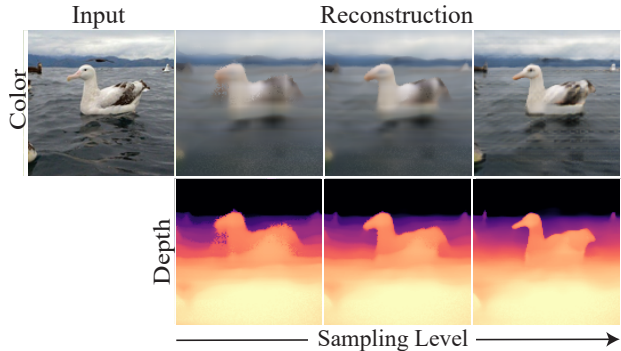 Input
Reconstruction
Color
Depth
Sampling Level